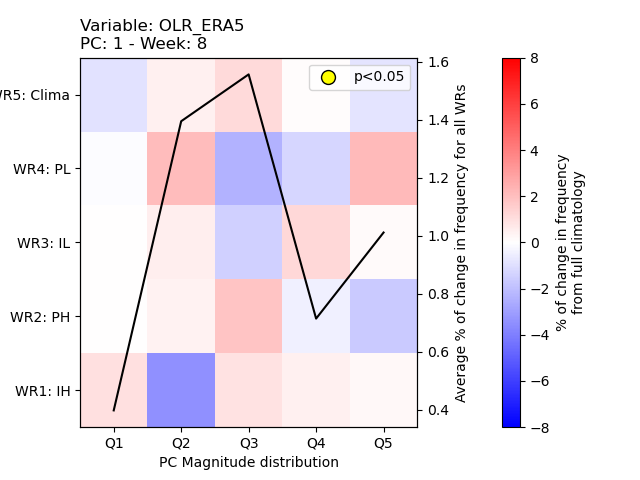 Variable: OLR_ERA5
PC: 1 - Week: 8
p<0.05
WR5: Clima
WR4: PL
WR3: IL
WR2: PH
WR1: IH
Q1 Q2 Q3 Q4 Q5
PC Magnitude distribution
1.6
1.4
1.2
1.0
0.8
0.6
0.4
Average % of change in frequency for all WRs
8
6
4
2
0
−2
−4
−6
−8
% of change in frequency
from full climatology